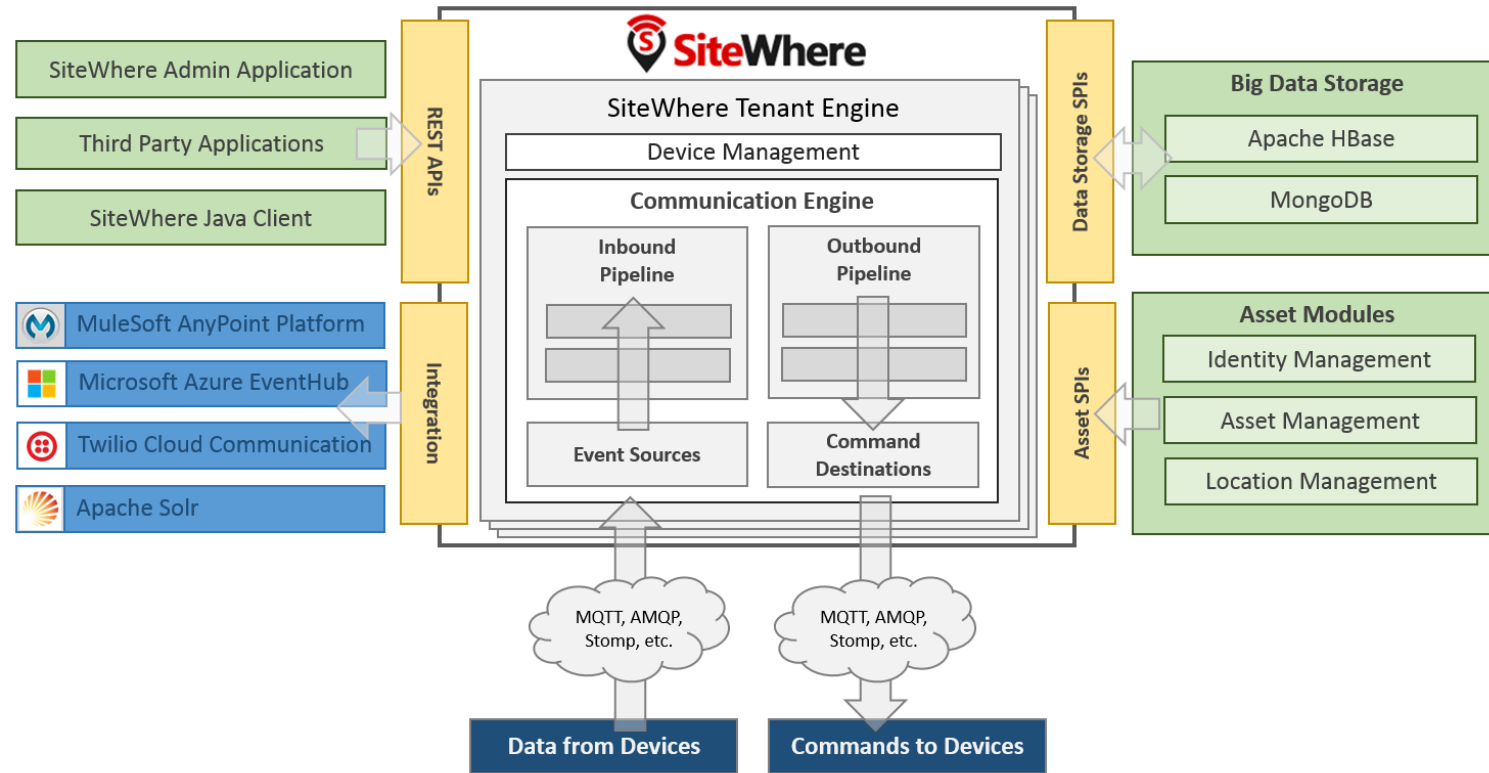 SiteWhere
SiteWhere Admin Application
Third Party Applications
SiteWhere Java Client
REST APIs
MuleSoft AnyPoint Platform
Microsoft Azure EventHub
Twilio Cloud Communication
Apache Solr
Integration
SiteWhere Tenant Engine
Device Management
Communication Engine
Inbound
Pipeline
Outbound
Pipeline
Event Sources
Command
Destinations
Data Storage SPIs
Big Data Storage
Apache HBase
MongoDB
Asset SPIs
Asset Modules
Identity Management
Asset Management
Location Management
MQTT, AMQP,
Stomp, etc.
MQTT, AMQP,
Stomp, etc.
Data from Devices
Commands to Devices